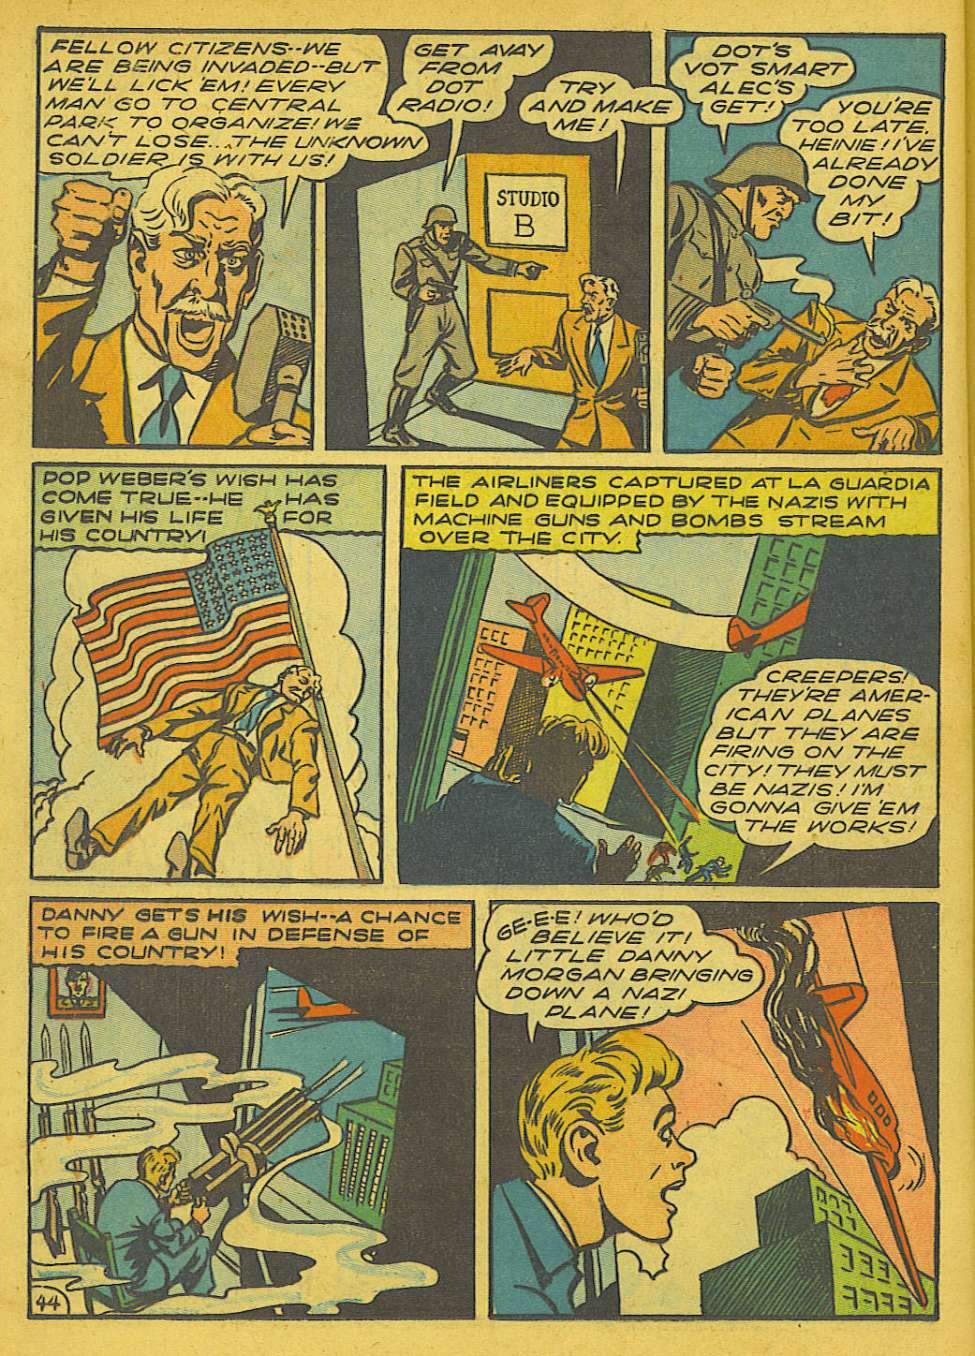 FELLOW CITIZENS--WE
ARE BEING INVADED--BUT
WE'LL LICK 'EM! EVERY
MAN GO TO CENTRAL
PARK TO ORGANIZE! WE
CAN'T LOSE...THE UNKNOWN
SOLDIER IS WITH US!
GET AVAY
FROM
DOT
RADIO!
TRY
AND MAKE
ME!
STUDIO
B
DOT'S
VOT SMART
ALEC'S
GET!
YOU'RE
TOO LATE,
HEINIE! I'VE
ALREADY
DONE
MY
BIT!
POP WEBER'S WISH HAS
COME TRUE--HE HAS
GIVEN HIS LIFE FOR
HIS COUNTRY!
THE AIRLINERS CAPTURED AT LA GUARDIA
FIELD AND EQUIPPED BY THE NAZIS WITH
MACHINE GUNS AND BOMBS STREAM
OVER THE CITY.
CREEPERS!
THEY'RE AMER-
ICAN PLANES
BUT THEY ARE
FIRING ON THE
CITY! THEY MUST
BE NAZIS! I'M
GONNA GIVE 'EM
THE WORKS!
DANNY GETS HIS WISH--A CHANCE
TO FIRE A GUN IN DEFENSE OF
HIS COUNTRY!
GE-E-E! WHO'D
BELIEVE IT!
LITTLE DANNY
MORGAN BRINGING
DOWN A NAZI
PLANE!
44